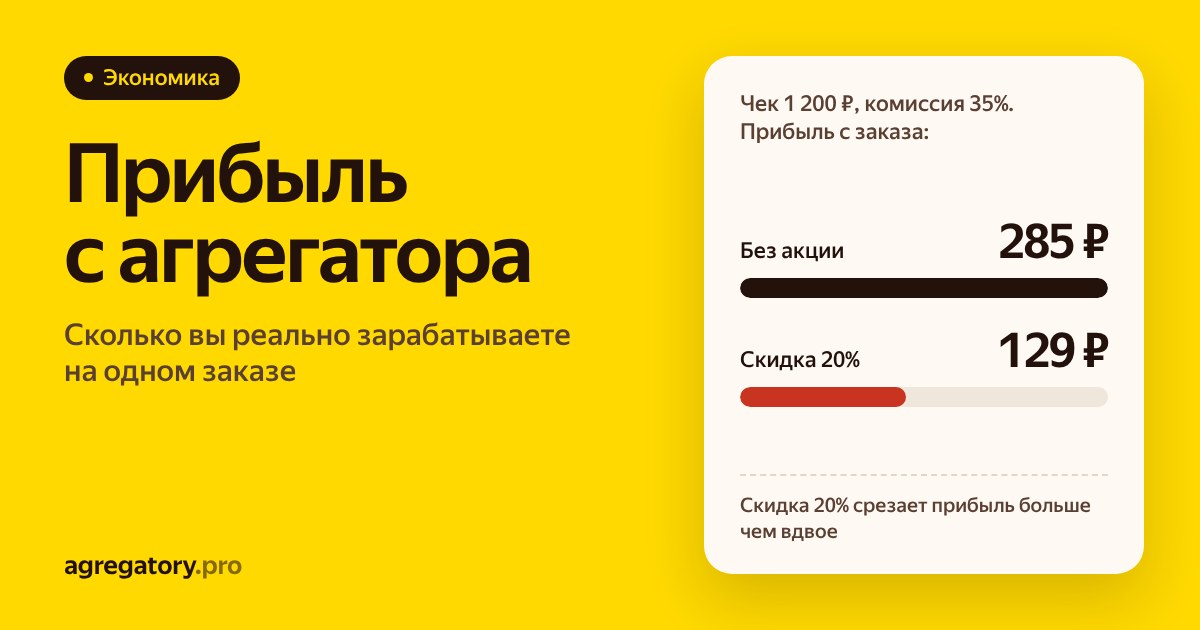 Экономика
Прибыль
с агрегатора
Сколько вы реально зарабатываете
на одном заказе
agregatory.pro
Чек 1 200 ₽, комиссия 35%.
Прибыль с заказа:
Без акции 285 ₽
Скидка 20% 129 ₽
Скидка 20% срезает прибыль больше
чем вдвое